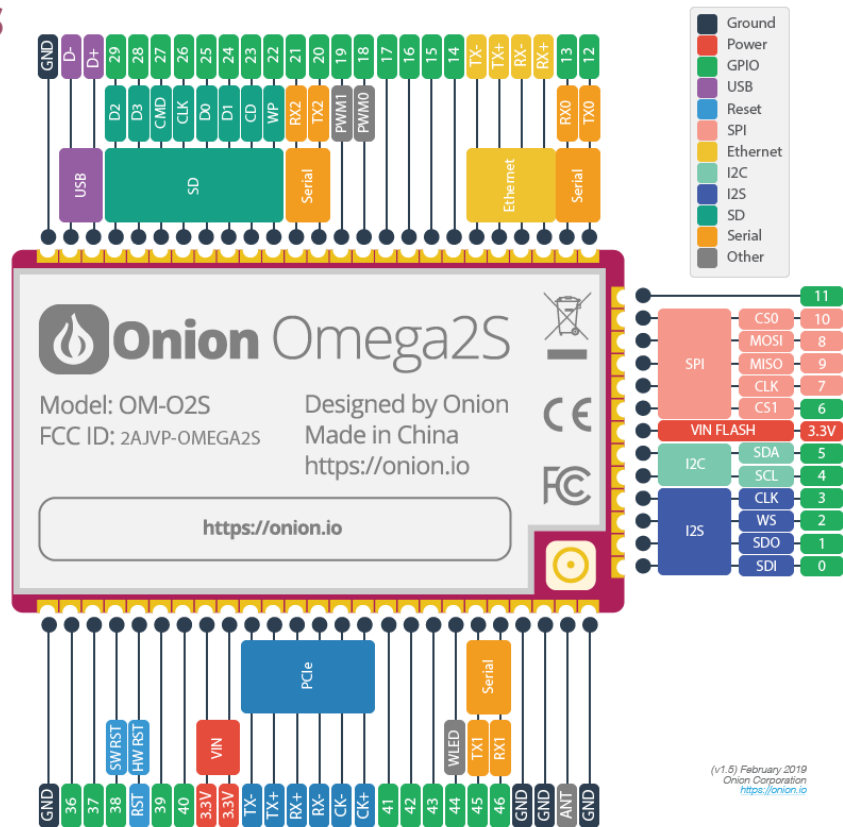 S
GND D- D+ 29 28 27 26 25 24 23 22 21 20 19 18 17 16 15 14 TX- TX+ RX- RX+ 13 12
D2 D3 CMD CLK D0 D1 CD WP RX2 TX2 PWM1 PWM0 RX0 TX0
USB SD Serial Ethernet Serial
Ground
Power
GPIO
USB
Reset
SPI
Ethernet
I2C
I2S
SD
Serial
Other
Onion Omega2S
Model: OM-O2S
FCC ID: 2AJVP-OMEGA2S
Designed by Onion
Made in China
https://onion.io
CE
FC
https://onion.io
11
SPI
CS0 10
MOSI 8
MISO 9
CLK 7
CS1 6
VIN FLASH 3.3V
I2C
SDA 5
SCL 4
I2S
CLK 3
WS 2
SDO 1
SDI 0
PCIe Serial
SW RST HW RST VIN WLED TX1 RX1
GND 36 37 38 RST 39 40 3.3V 3.3V TX- TX+ RX+ RX- CK- CK+ 41 42 43 44 45 46 GND GND ANT GND
(v1.5) February 2019
Onion Corporation
https://onion.io